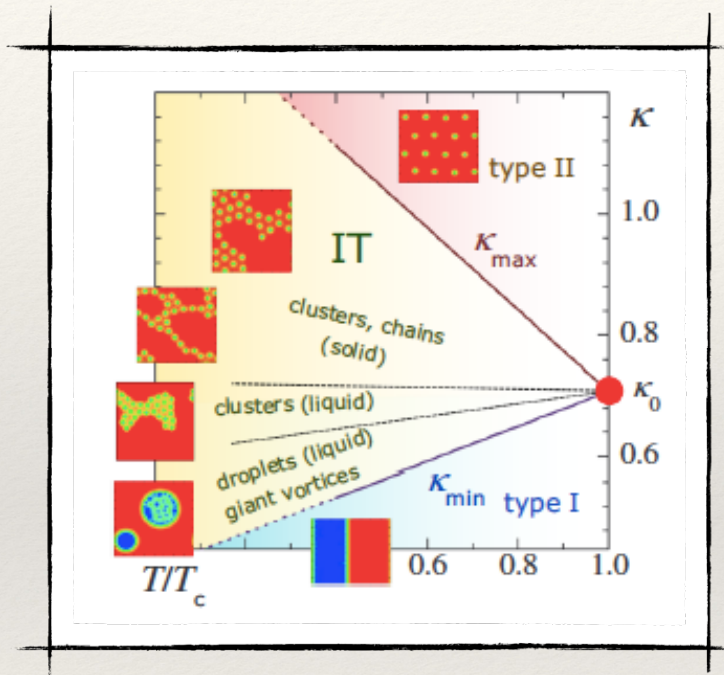 κ
type II
1.0
IT
κmax
clusters, chains
(solid)
0.8
κ0
clusters (liquid)
0.6
droplets (liquid)
giant vortices
κmin type I
T/Tc
0.6
0.8
1.0